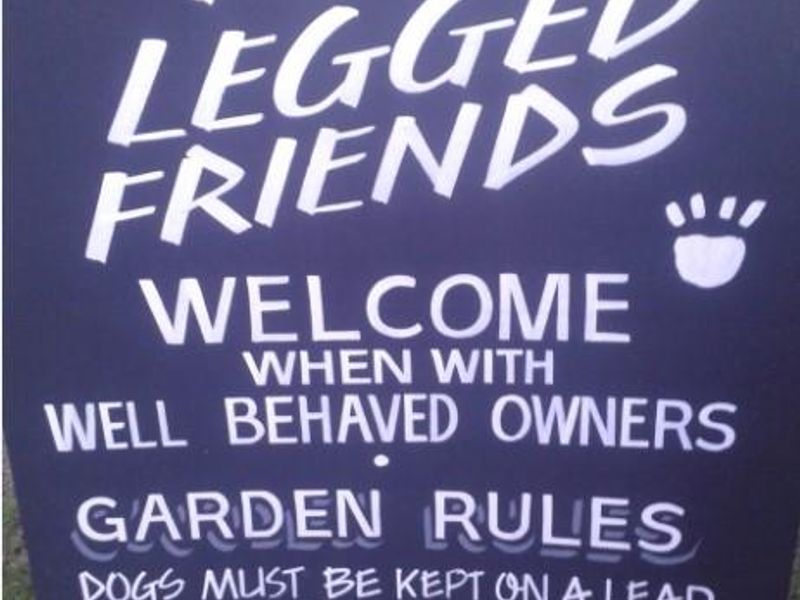 LEGGED
FRIENDS
WELCOME
WHEN WITH
WELL BEHAVED OWNERS
GARDEN RULES
DOGS MUST BE KEPT ON A LEAD